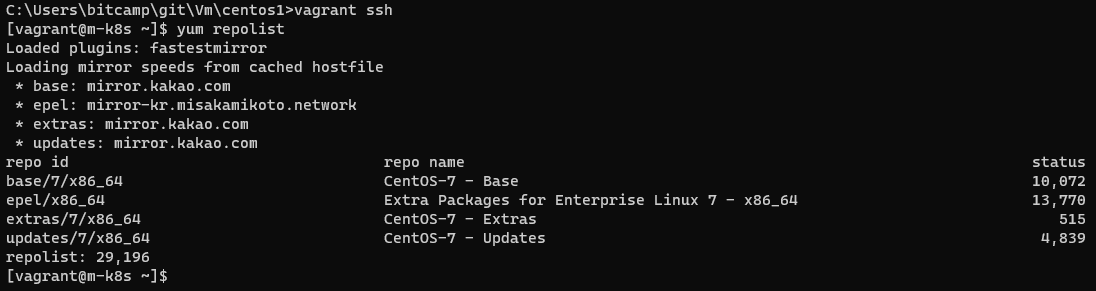 C:\Users\bitcamp\git\Vm\centos1>vagrant ssh
[vagrant@m-k8s ~]$ yum repolist
Loaded plugins: fastestmirror
Loading mirror speeds from cached hostfile
 * base: mirror.kakao.com
 * epel: mirror-kr.misakamikoto.network
 * extras: mirror.kakao.com
 * updates: mirror.kakao.com
repo id                                   repo name                                                               status
base/7/x86_64                             CentOS-7 - Base                                                         10,072
epel/x86_64                               Extra Packages for Enterprise Linux 7 - x86_64                          13,770
extras/7/x86_64                           CentOS-7 - Extras                                                          515
updates/7/x86_64                          CentOS-7 - Updates                                                       4,839
repolist: 29,196
[vagrant@m-k8s ~]$